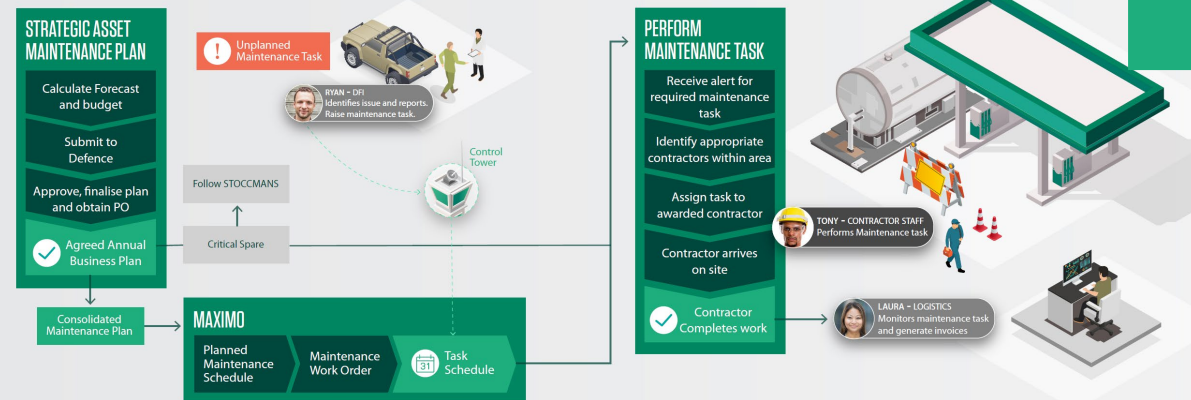 STRATEGIC ASSET
MAINTENANCE PLAN
Calculate Forecast
and budget
Submit to
Defence
Approve, finalise plan
and obtain PO
Agreed Annual
Business Plan
Consolidated
Maintenance Plan
Unplanned
Maintenance Task
RYAN – DFI
Identifies issue and reports.
Raise maintenance task.
Control
Tower
Follow STOCCMANS
Critical Spare
MAXIMO
Planned
Maintenance
Schedule
Maintenance
Work Order
31
Task
Schedule
PERFORM
MAINTENANCE TASK
Receive alert for
required maintenance
task
Identify appropriate
contractors within area
Assign task to
awarded contractor
Contractor arrives
on site
Contractor
Completes work
TONY – CONTRACTOR STAFF
Performs Maintenance task
LAURA – LOGISTICS
Monitors maintenance task
and generate invoices